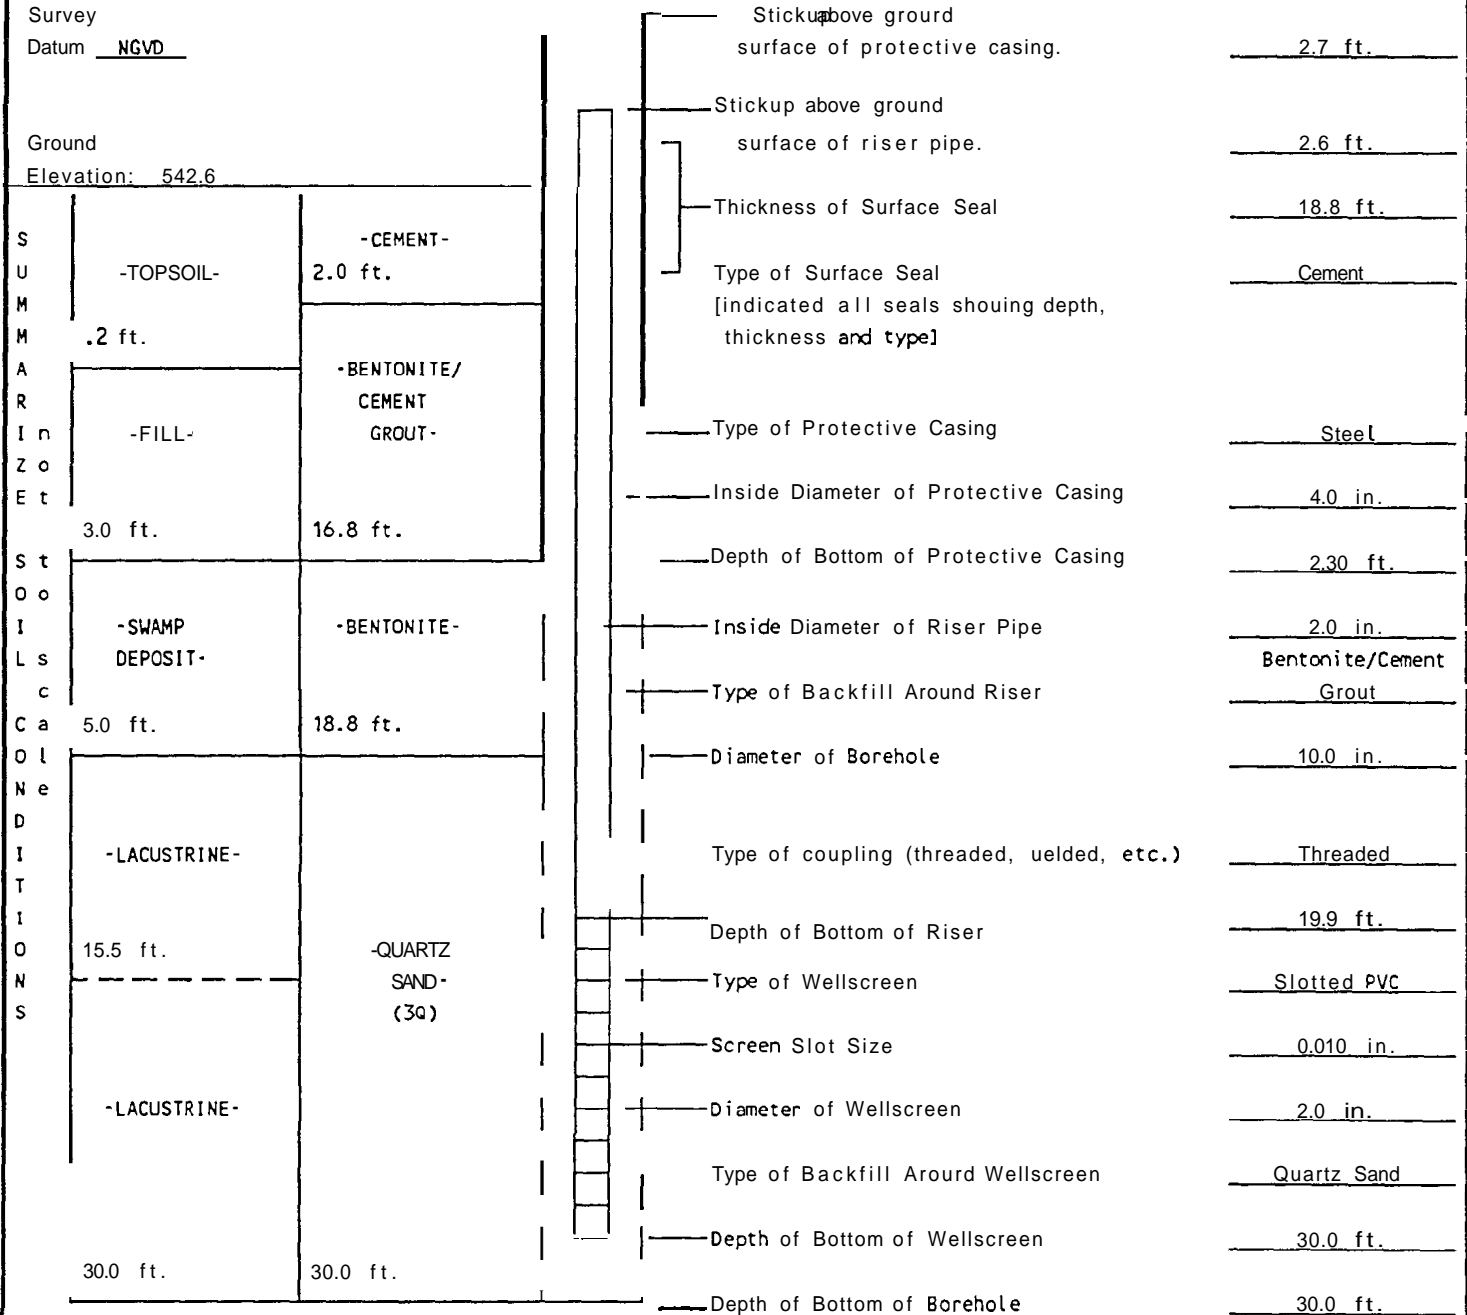 Survey
Datum NGVD
Ground
Elevation: 542.6
SUMMARIZE SOIL CONDITIONS
not to scale
-TOPSOIL-
.2 ft.
-FILL-
3.0 ft.
-SWAMP
DEPOSIT-
5.0 ft.
-LACUSTRINE-
15.5 ft.
-LACUSTRINE-
30.0 ft.
-CEMENT-
2.0 ft.
-BENTONITE/
CEMENT
GROUT-
16.8 ft.
-BENTONITE-
18.8 ft.
-QUARTZ
SAND-
(3Q)
30.0 ft.
Stickup above grourd
surface of protective casing. 2.7 ft.
Stickup above ground
surface of riser pipe. 2.6 ft.
Thickness of Surface Seal 18.8 ft.
Type of Surface Seal Cement
[indicated all seals shouing depth,
thickness and type]
Type of Protective Casing Steel
Inside Diameter of Protective Casing 4.0 in.
Depth of Bottom of Protective Casing 2.30 ft.
Inside Diameter of Riser Pipe 2.0 in.
Bentonite/Cement
Type of Backfill Around Riser Grout
Diameter of Borehole 10.0 in.
Type of coupling (threaded, uelded, etc.) Threaded
Depth of Bottom of Riser 19.9 ft.
Type of Wellscreen Slotted PVC
Screen Slot Size 0.010 in.
Diameter of Wellscreen 2.0 in.
Type of Backfill Arourd Wellscreen Quartz Sand
Depth of Bottom of Wellscreen 30.0 ft.
Depth of Bottom of Borehole 30.0 ft.